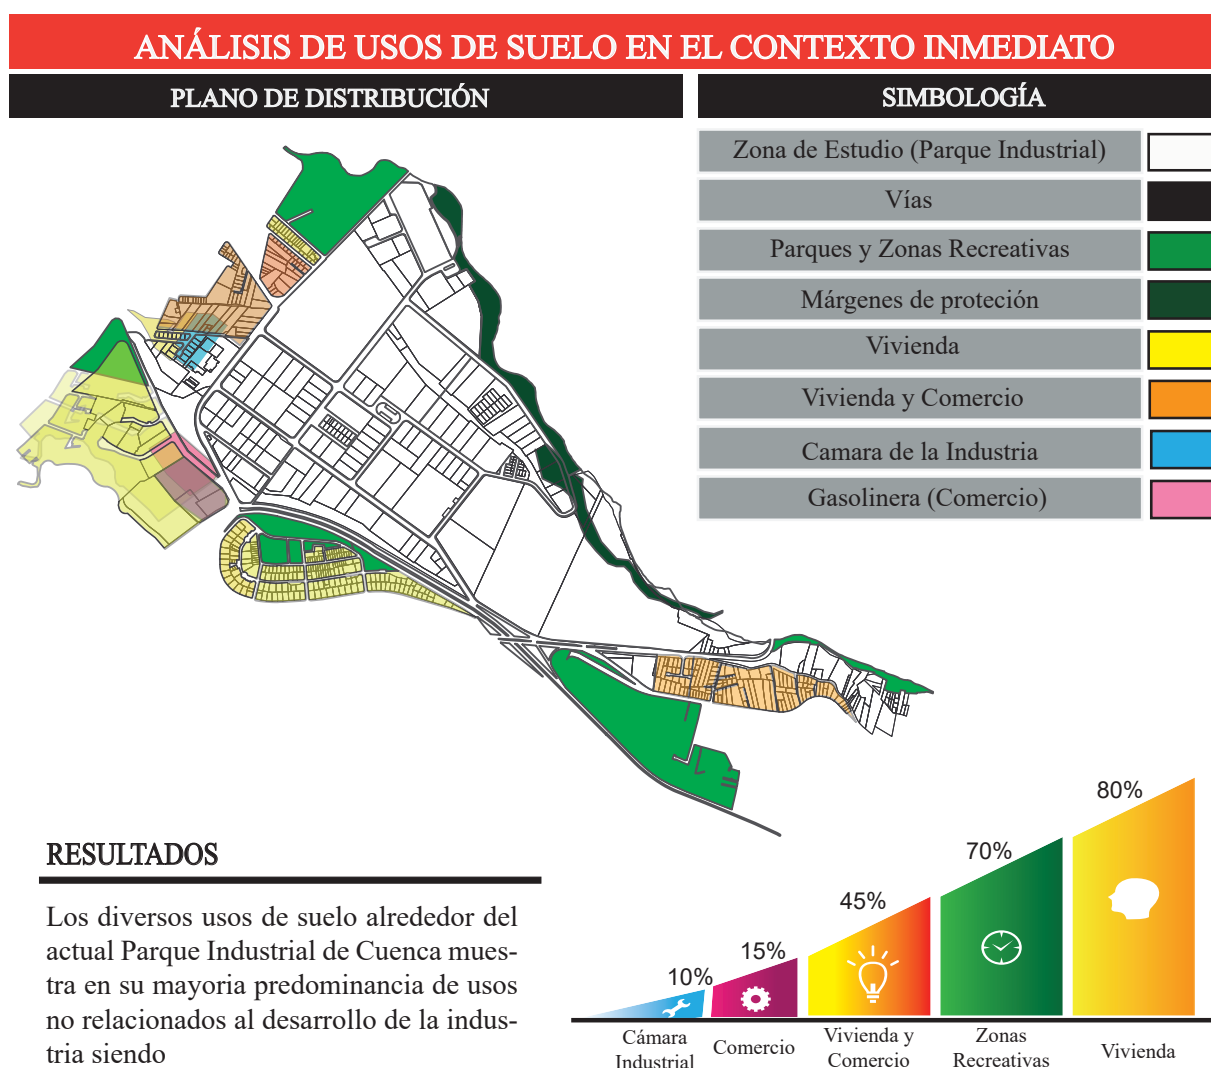 ANÁLISIS DE USOS DE SUELO EN EL CONTEXTO INMEDIATO
PLANO DE DISTRIBUCIÓN
SIMBOLOGÍA
Zona de Estudio (Parque Industrial)
Vías
Parques y Zonas Recreativas
Márgenes de proteción
Vivienda
Vivienda y Comercio
Camara de la Industria
Gasolinera (Comercio)
RESULTADOS
Los diversos usos de suelo alrededor del
actual Parque Industrial de Cuenca mues-
tra en su mayoria predominancia de usos
no relacionados al desarrollo de la indus-
tria siendo
10%
15%
45%
70%
80%
Cámara
Industrial
Comercio
Vivienda y
Comercio
Zonas
Recreativas
Vivienda